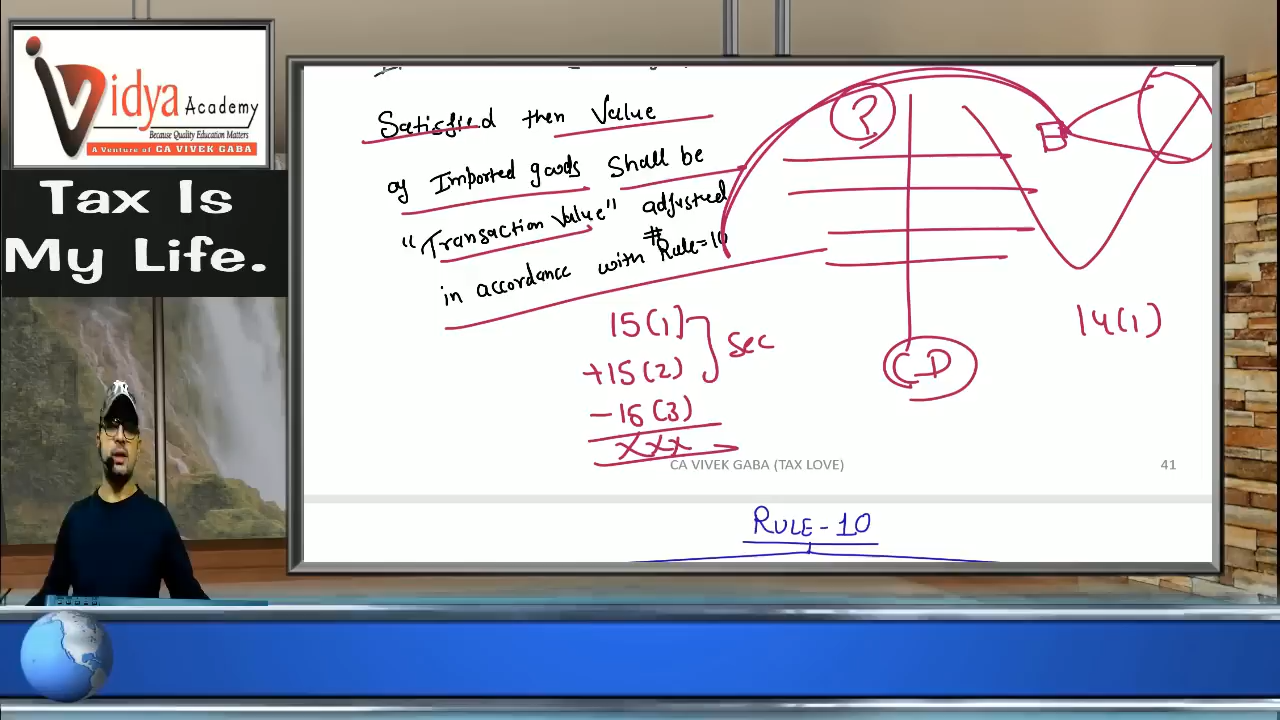 iVidya
Academy
Because Quality Education Matters
A Venture of CA VIVEK GABA
Tax Is
My Life.
Satisfied then Value
of Imported goods Shall be
"Transaction Value" adjusted
#
in accordance with Rule=10
?
B
15(1)
+15(2)
Sec
-16(3)
XXX
CD
14(1)
CA VIVEK GABA (TAX LOVE)
41
RULE-10